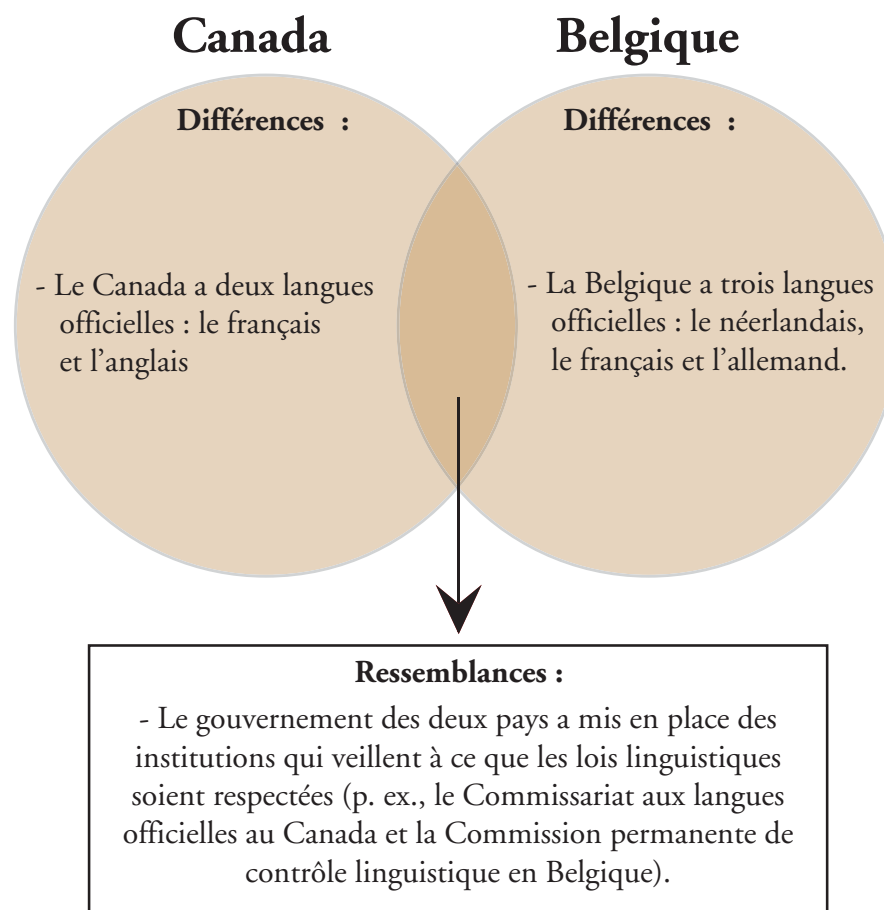 Canada
Belgique
Différences :
- Le Canada a deux langues
officielles : le français
et l’anglais
Différences :
- La Belgique a trois langues
officielles : le néerlandais,
le français et l’allemand.
Ressemblances :
- Le gouvernement des deux pays a mis en place des
institutions qui veillent à ce que les lois linguistiques
soient respectées (p. ex., le Commissariat aux langues
officielles au Canada et la Commission permanente de
contrôle linguistique en Belgique).